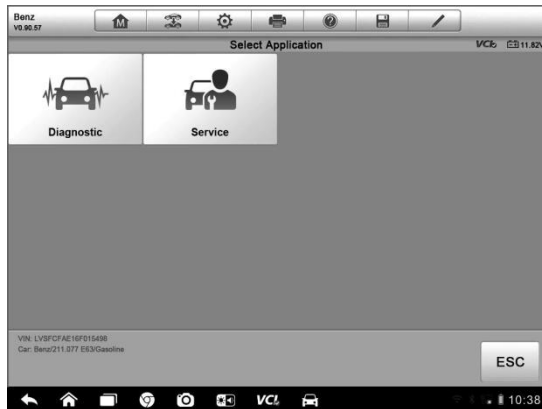 Benz
V0.90.57
M
?
Select Application
VCI
11.82V
Diagnostic
Service
VIN: LVSFCFAE16F015498
Car: Benz/211.077 E63/Gasoline
ESC
VCI
10:38